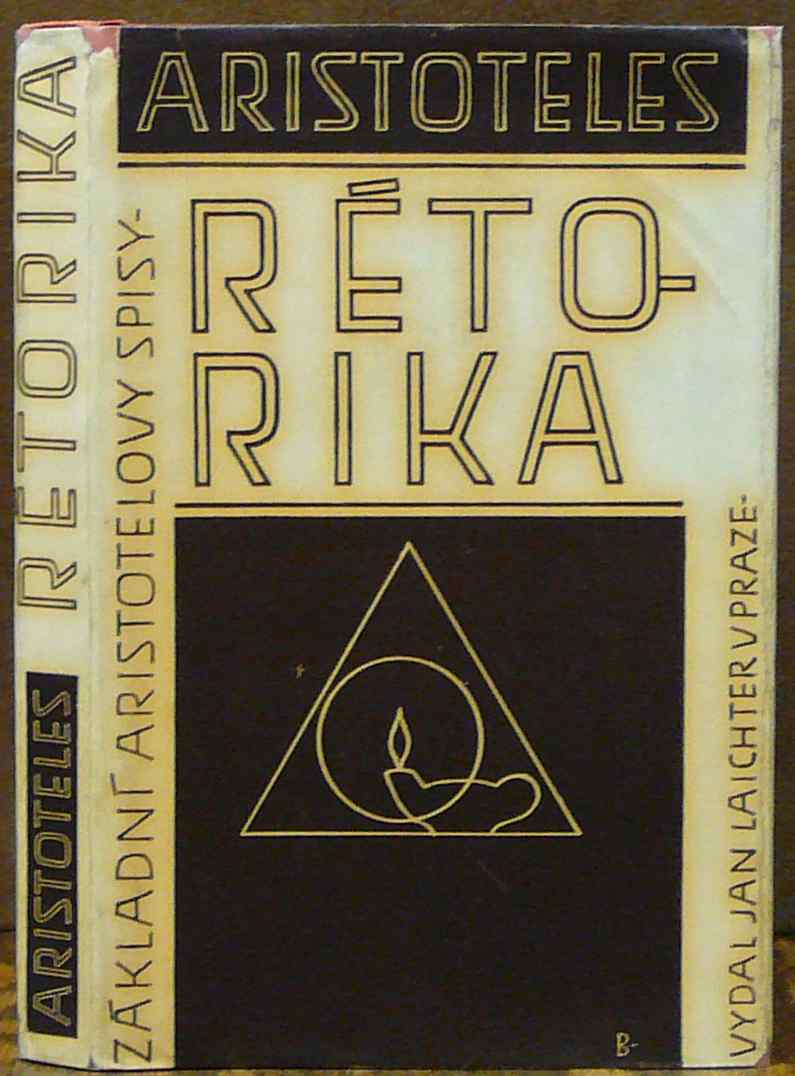 ARISTOTELES
RÉTO-
RIKA
ZÁKLADNÍ ARISTOTELOVY SPISY-
VYDAL JAN LAICHTER V PRAZE-
B-
RÉTORIKA
ARISTOTELES